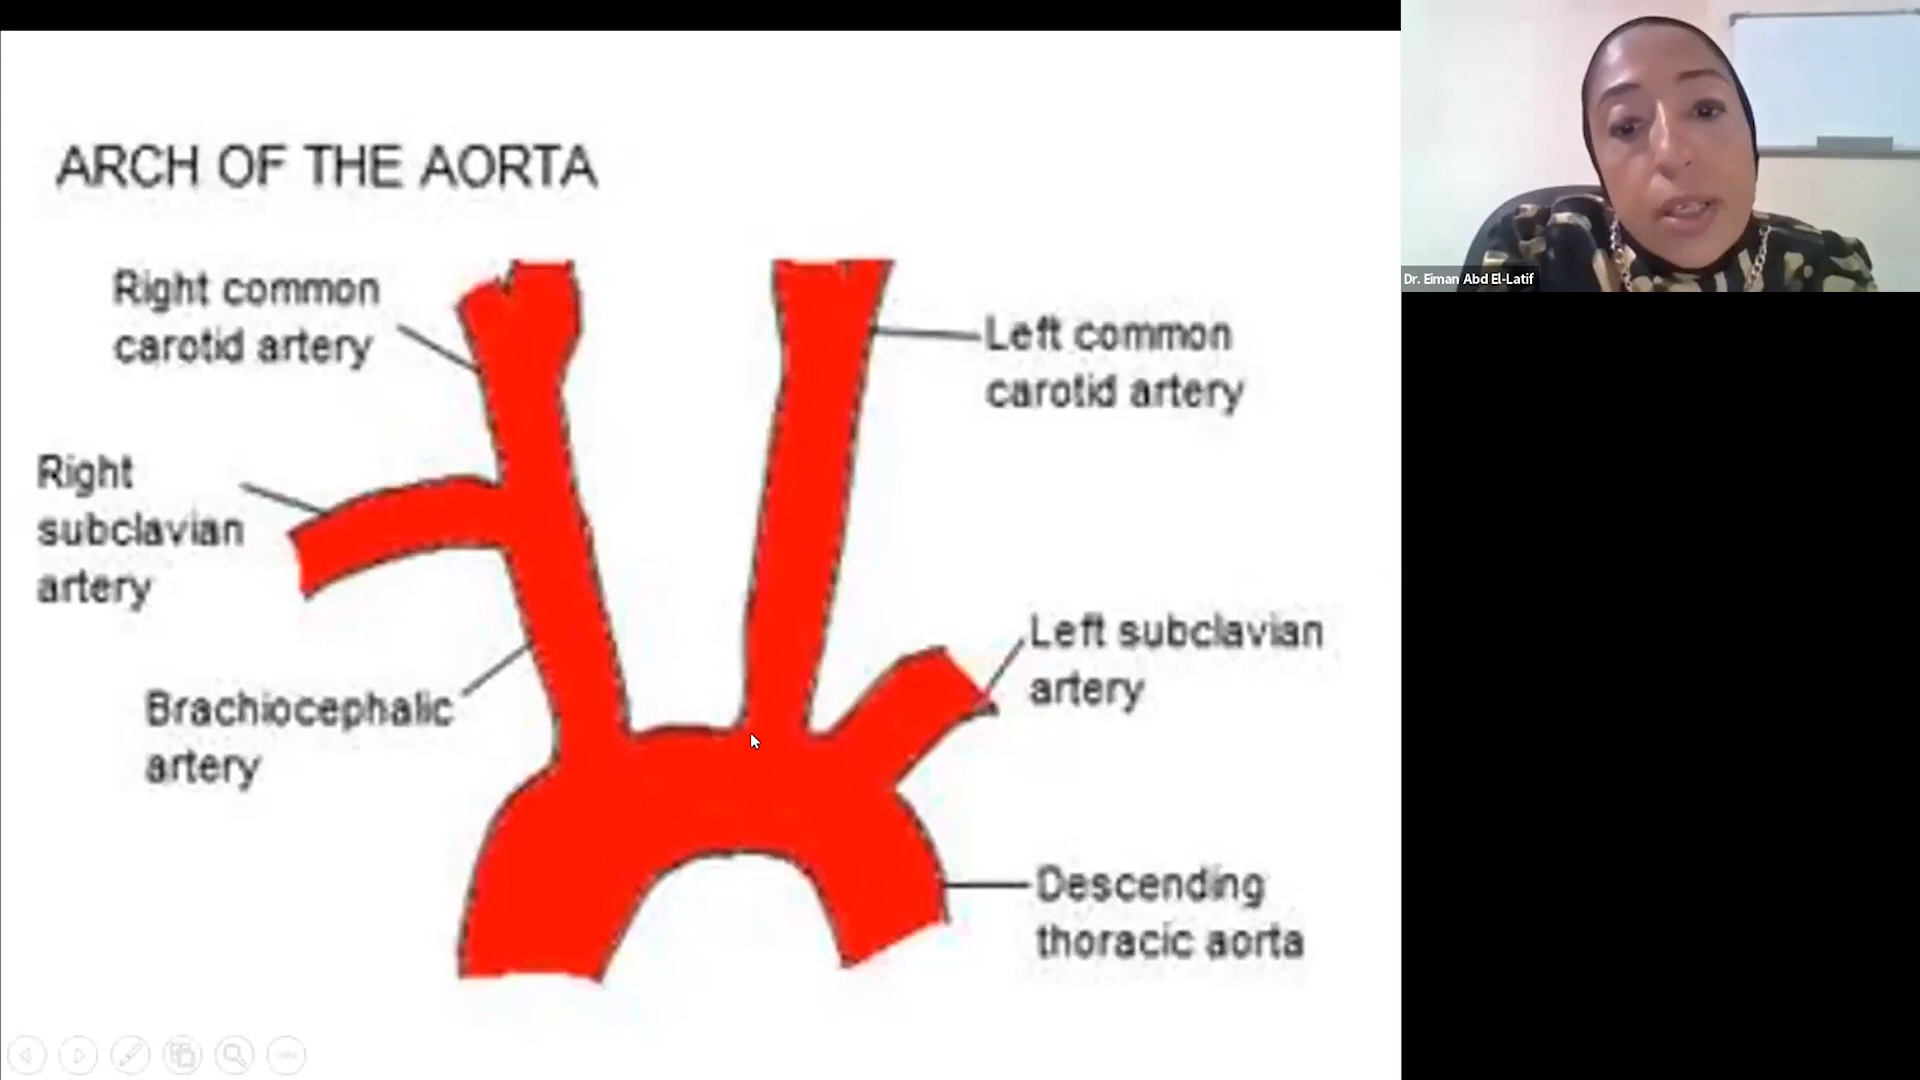 ARCH OF THE AORTA
Right common
carotid artery
Left common
carotid artery
Right
subclavian
artery
Left subclavian
artery
Brachiocephalic
artery
Descending
thoracic aorta
Dr. Eiman Abd El-Latif